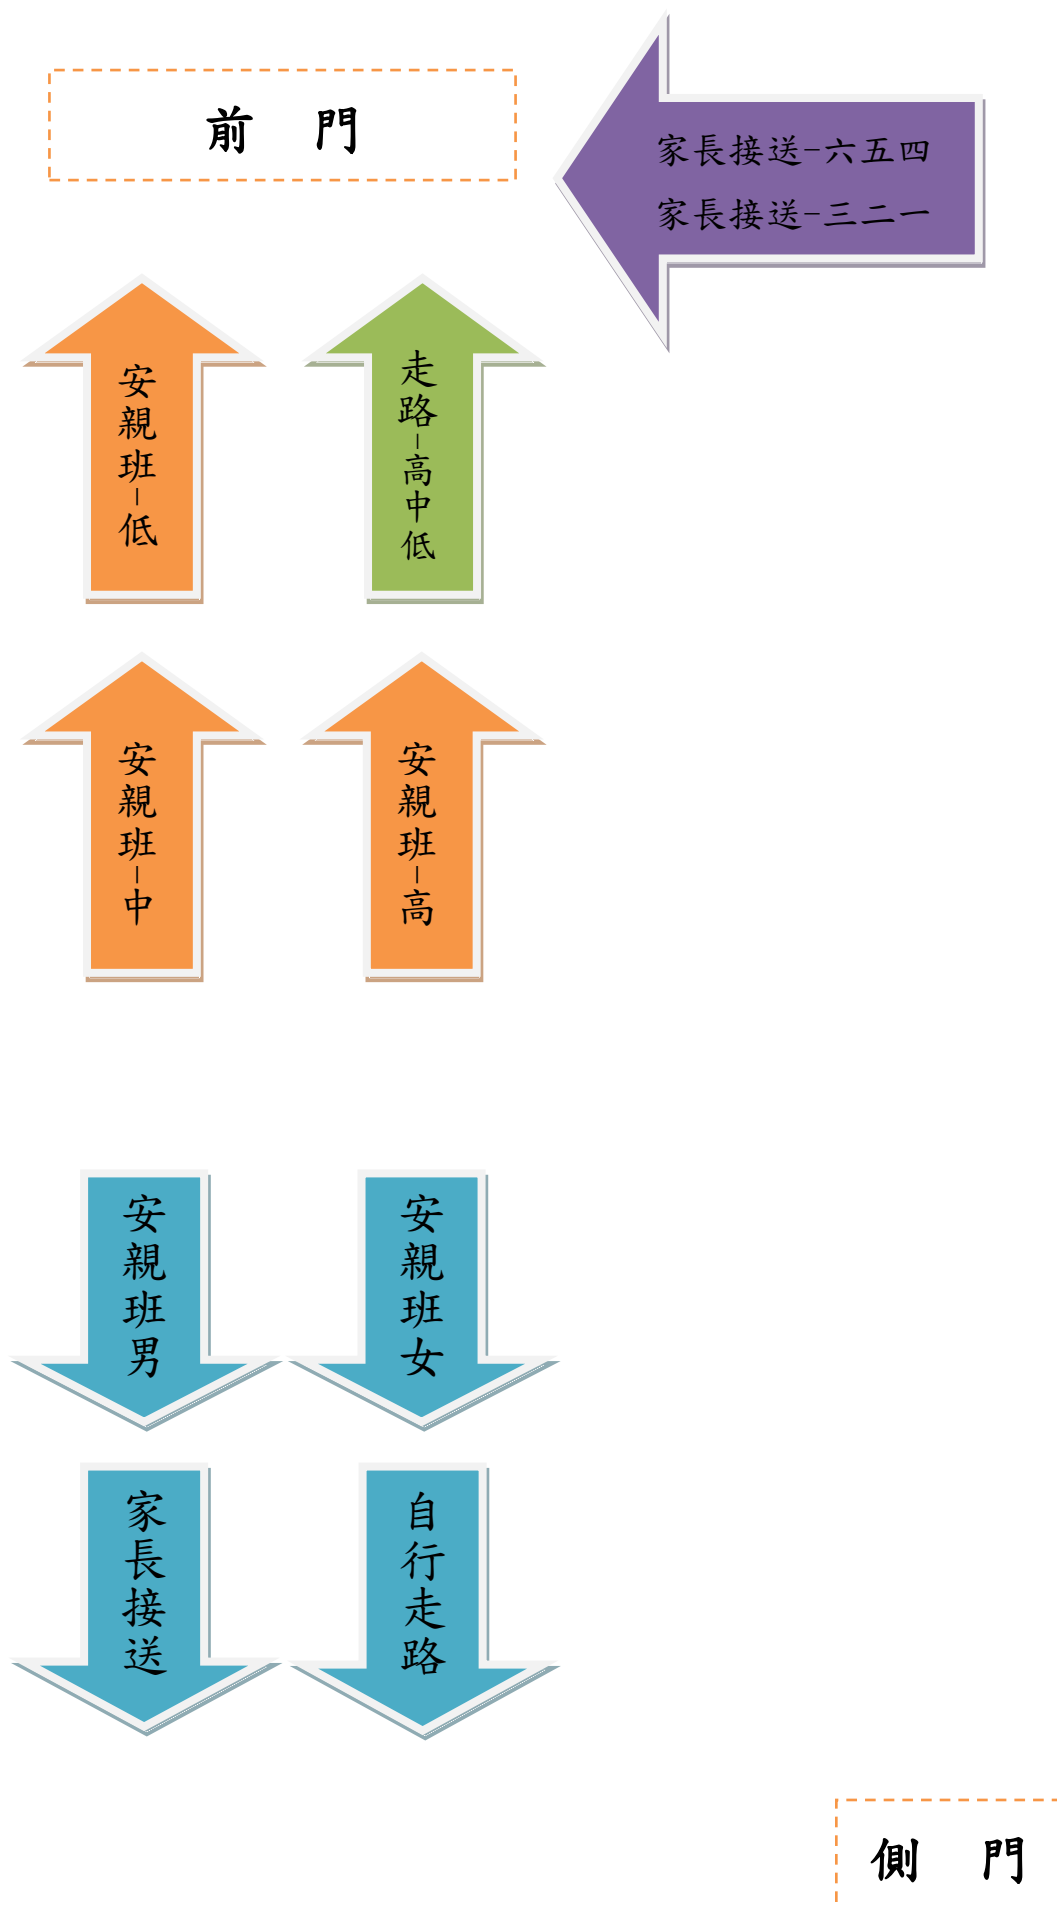 前門
家長接送-六五四
家長接送-三二一
安親班-低
走路-高中低
安親班-中
安親班-高
安親班男
安親班女
家長接送
自行走路
側門